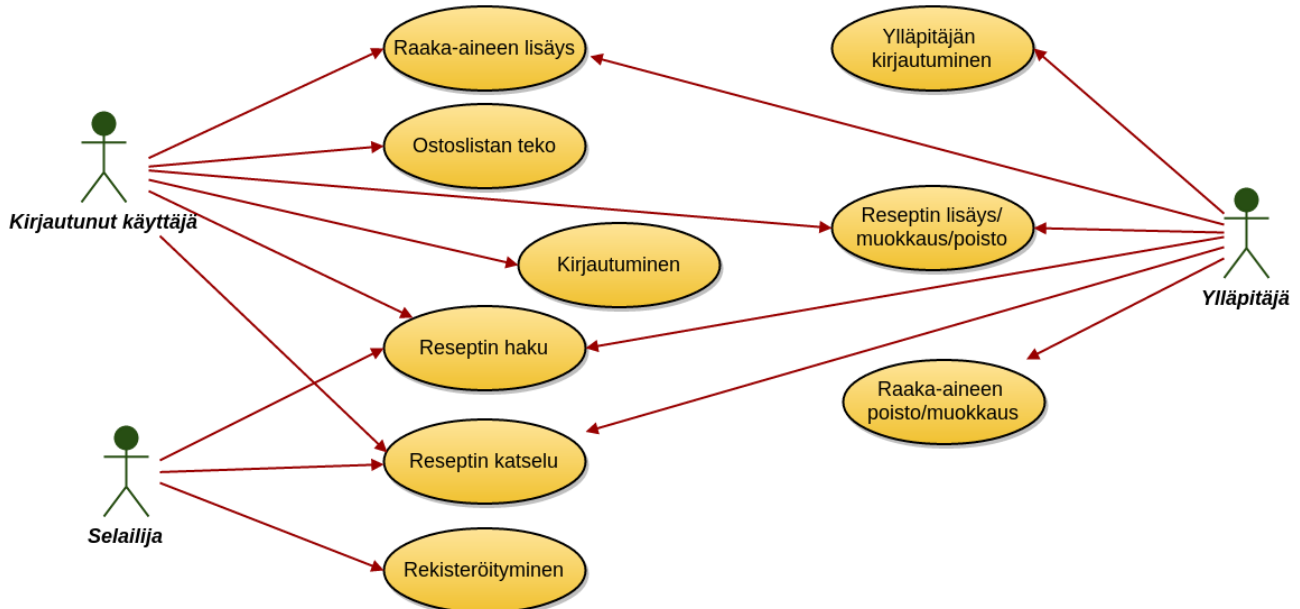 Raaka-aineen lisäys
Ylläpitäjän
kirjautuminen
Ostoslistan teko
Kirjautunut käyttäjä
Reseptin lisäys/
muokkaus/poisto
Kirjautuminen
Ylläpitäjä
Reseptin haku
Raaka-aineen
poisto/muokkaus
Reseptin katselu
Selailija
Rekisteröityminen